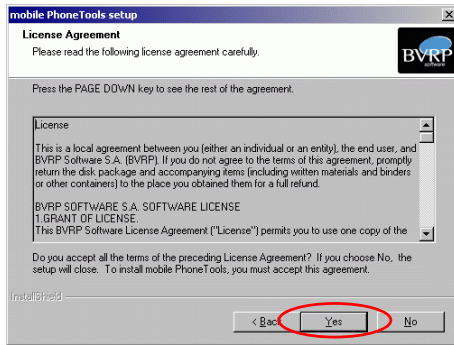 mobile PhoneTools setup
License Agreement
Please read the following license agreement carefully.
BVRP
software
Press the PAGE DOWN key to see the rest of the agreement.
License
This is a local agreement between you (either an individual or an entity), the end user, and
BVRP Software S.A. (BVRP). If you do not agree to the terms of this agreement, promptly
return the disk package and accompanying items (including written materials and binders
or other containers) to the place you obtained them for a full refund.
BVRP SOFTWARE S.A. SOFTWARE LICENSE
1.GRANT OF LICENSE.
This BVRP Software License Agreement ("License") permits you to use one copy of the
Do you accept all the terms of the preceding License Agreement? If you choose No, the
setup will close. To install mobile PhoneTools, you must accept this agreement.
InstallShield
< Back Yes No